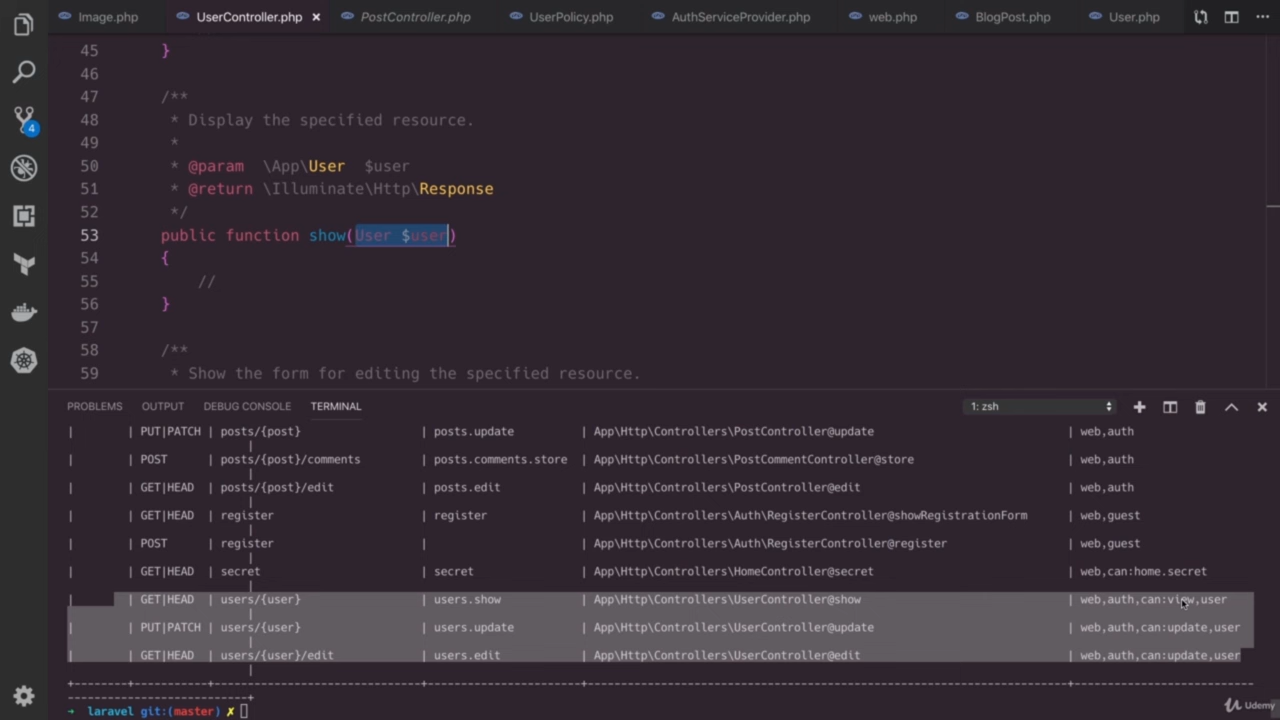 Image.php UserController.php × PostController.php UserPolicy.php AuthServiceProvider.php web.php BlogPost.php User.php ...
45 }
46
47 /**
48 * Display the specified resource.
49 *
50 * @param \App\User $user
51 * @return \Illuminate\Http\Response
52 */
53 public function show(User $user)
54 {
55 //
56 }
57
58 /**
59 * Show the form for editing the specified resource.
4
PROBLEMS OUTPUT DEBUG CONSOLE TERMINAL 1: zsh
| | PUT|PATCH | posts/{post} | posts.update | App\Http\Controllers\PostController@update | web,auth
|
| | POST | posts/{post}/comments | posts.comments.store | App\Http\Controllers\PostCommentController@store | web,auth
|
| | GET|HEAD | posts/{post}/edit | posts.edit | App\Http\Controllers\PostController@edit | web,auth
|
| | GET|HEAD | register | register | App\Http\Controllers\Auth\RegisterController@showRegistrationForm | web,guest
|
| | POST | register | | App\Http\Controllers\Auth\RegisterController@register | web,guest
|
| | GET|HEAD | secret | secret | App\Http\Controllers\HomeController@secret | web,can:home.secret
|
| | GET|HEAD | users/{user} | users.show | App\Http\Controllers\UserController@show | web,auth,can:view,user
|
| | PUT|PATCH | users/{user} | users.update | App\Http\Controllers\UserController@update | web,auth,can:update,user
|
| | GET|HEAD | users/{user}/edit | users.edit | App\Http\Controllers\UserController@edit | web,auth,can:update,user
|
+--------+-----------+------------------------+----------------------+------------------------------------------------------------------------+---------------------------
---------------------------+
→ laravel git:(master) ✗
Udemy